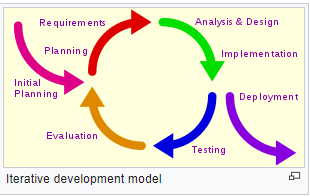 Requirements
Analysis & Design
Planning
Implementation
Initial
Planning
Deployment
Evaluation
Testing
Iterative development model